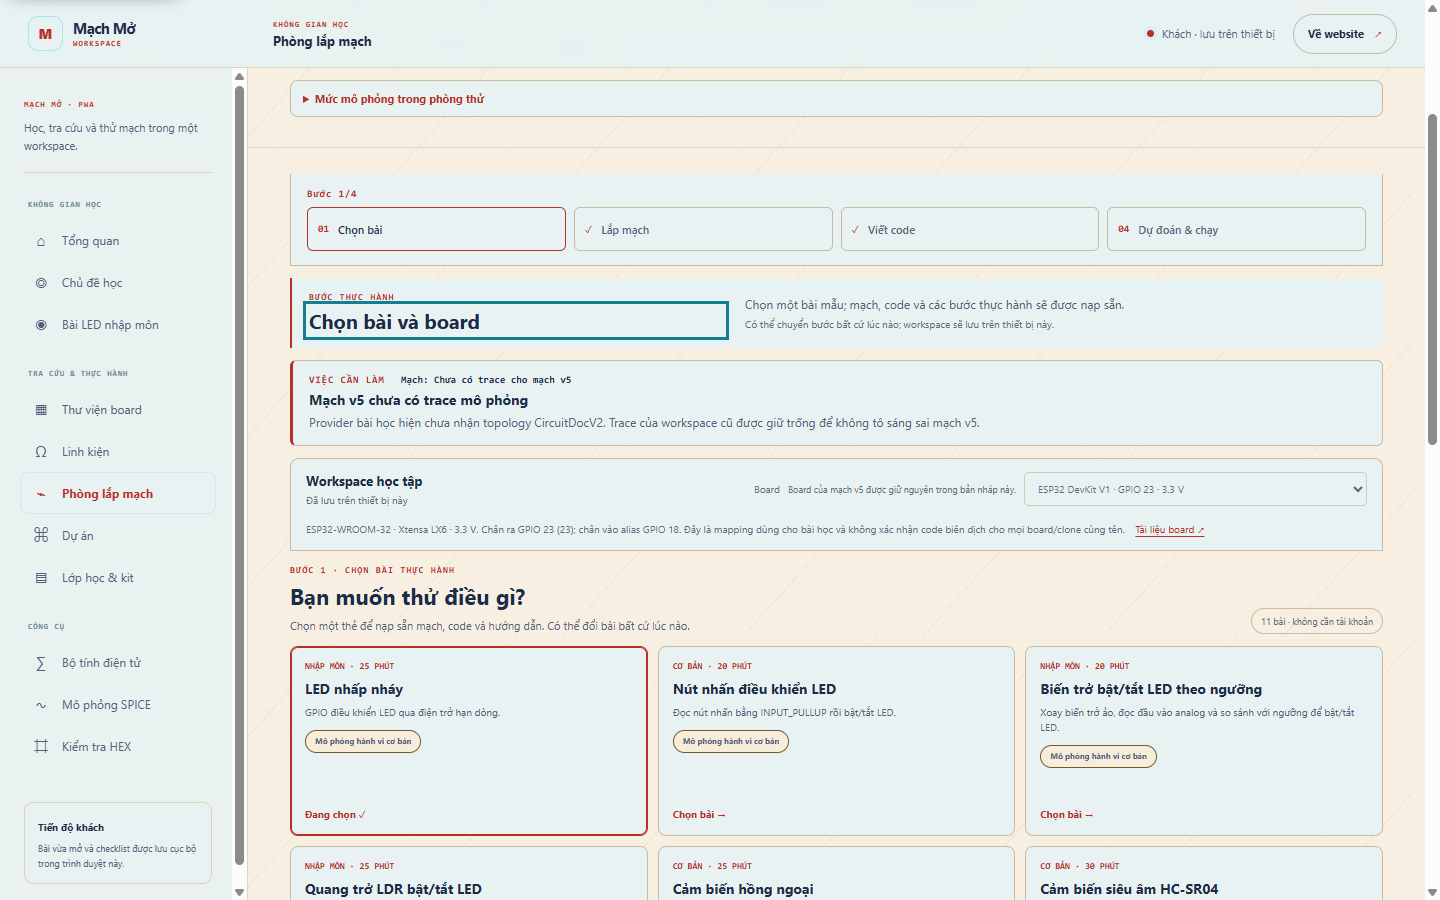 M
Mạch Mở
WORKSPACE
KHÔNG GIAN HỌC
Phòng lắp mạch
Khách · lưu trên thiết bị
Về website ↗
MẠCH MỞ · PWA
Học, tra cứu và thử mạch trong một
workspace.
KHÔNG GIAN HỌC
Tổng quan
Chủ đề học
Bài LED nhập môn
TRA CỨU & THỰC HÀNH
Thư viện board
Linh kiện
Phòng lắp mạch
Dự án
Lớp học & kit
CÔNG CỤ
Bộ tính điện tử
Mô phỏng SPICE
Kiểm tra HEX
Tiến độ khách
Bài vừa mở và checklist được lưu cục bộ
trong trình duyệt này.
▶ Mức mô phỏng trong phòng thử
Bước 1/4
01 Chọn bài
✓ Lắp mạch
✓ Viết code
04 Dự đoán & chạy
BƯỚC THỰC HÀNH
Chọn bài và board
Chọn một bài mẫu; mạch, code và các bước thực hành sẽ được nạp sẵn.
Có thể chuyển bước bất cứ lúc nào; workspace sẽ lưu trên thiết bị này.
VIỆC CẦN LÀM Mạch: Chưa có trace cho mạch v5
Mạch v5 chưa có trace mô phỏng
Provider bài học hiện chưa nhận topology CircuitDocV2. Trace của workspace cũ được giữ trống để không tô sáng sai mạch v5.
Workspace học tập
Đã lưu trên thiết bị này
Board Board của mạch v5 được giữ nguyên trong bản nháp này.
ESP32 DevKit V1 · GPIO 23 · 3.3 V
ESP32-WROOM-32 · Xtensa LX6 · 3.3 V. Chân ra GPIO 23 (23); chân vào alias GPIO 18. Đây là mapping dùng cho bài học và không xác nhận code biên dịch cho mọi board/clone cùng tên. Tài liệu board ↗
BƯỚC 1 · CHỌN BÀI THỰC HÀNH
Bạn muốn thử điều gì?
Chọn một thẻ để nạp sẵn mạch, code và hướng dẫn. Có thể đổi bài bất cứ lúc nào.
11 bài · không cần tài khoản
NHẬP MÔN · 25 PHÚT
LED nhấp nháy
GPIO điều khiển LED qua điện trở hạn dòng.
Mô phỏng hành vi cơ bản
Đang chọn ✓
CƠ BẢN · 20 PHÚT
Nút nhấn điều khiển LED
Đọc nút nhấn bằng INPUT_PULLUP rồi bật/tắt LED.
Mô phỏng hành vi cơ bản
Chọn bài →
NHẬP MÔN · 20 PHÚT
Biến trở bật/tắt LED theo ngưỡng
Xoay biến trở ảo, đọc đầu vào analog và so sánh với ngưỡng để bật/tắt
LED.
Mô phỏng hành vi cơ bản
Chọn bài →
NHẬP MÔN · 25 PHÚT
Quang trở LDR bật/tắt LED
CƠ BẢN · 25 PHÚT
Cảm biến hồng ngoại
CƠ BẢN · 30 PHÚT
Cảm biến siêu âm HC-SR04